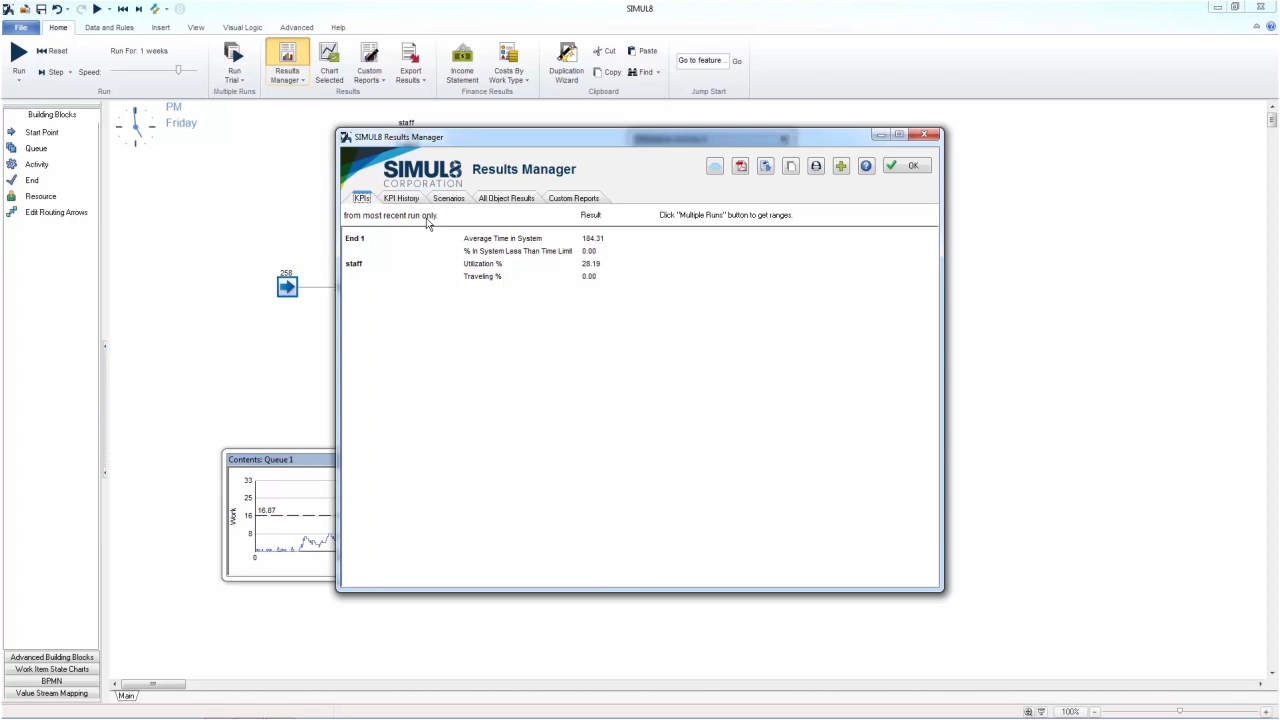 SIMUL8
File Home Data and Rules Insert View Visual Logic Advanced Help
Run
Reset
Step
Run For: 1 weeks
Speed:
Run
Run Trial
Multiple Runs
Results Manager
Chart Selected
Custom Reports
Export Results
Results
Income Statement
Costs By Work Type
Finance Results
Duplication Wizard
Cut Paste
Copy Find
Clipboard
Go to feature .. Go
Jump Start
Building Blocks
Start Point
Queue
Activity
End
Resource
Edit Routing Arrows
PM
Friday
staff
258
SIMUL8 Results Manager
SIMUL8
CORPORATION
Results Manager
OK
KPIs KPI History Scenarios All Object Results Custom Reports
from most recent run only. Result Click "Multiple Runs" button to get ranges.
End 1 Average Time in System 184.31
% In System Less Than Time Limit 0.00
staff Utilization % 28.19
Traveling % 0.00
Contents: Queue 1
Work
33
25
16
8
16.87
0
Advanced Building Blocks
Work Item State Charts
BPMN
Value Stream Mapping
Main
100%